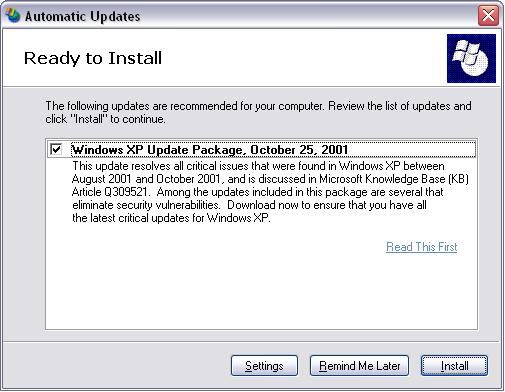 Automatic Updates
Ready to Install
The following updates are recommended for your computer. Review the list of updates and
click "Install" to continue.
Windows XP Update Package, October 25, 2001
This update resolves all critical issues that were found in Windows XP between
August 2001 and October 2001, and is discussed in Microsoft Knowledge Base (KB)
Article Q309521. Among the updates included in this package are several that
eliminate security vulnerabilities. Download now to ensure that you have all
the latest critical updates for Windows XP.
Read This First
Settings
Remind Me Later
Install